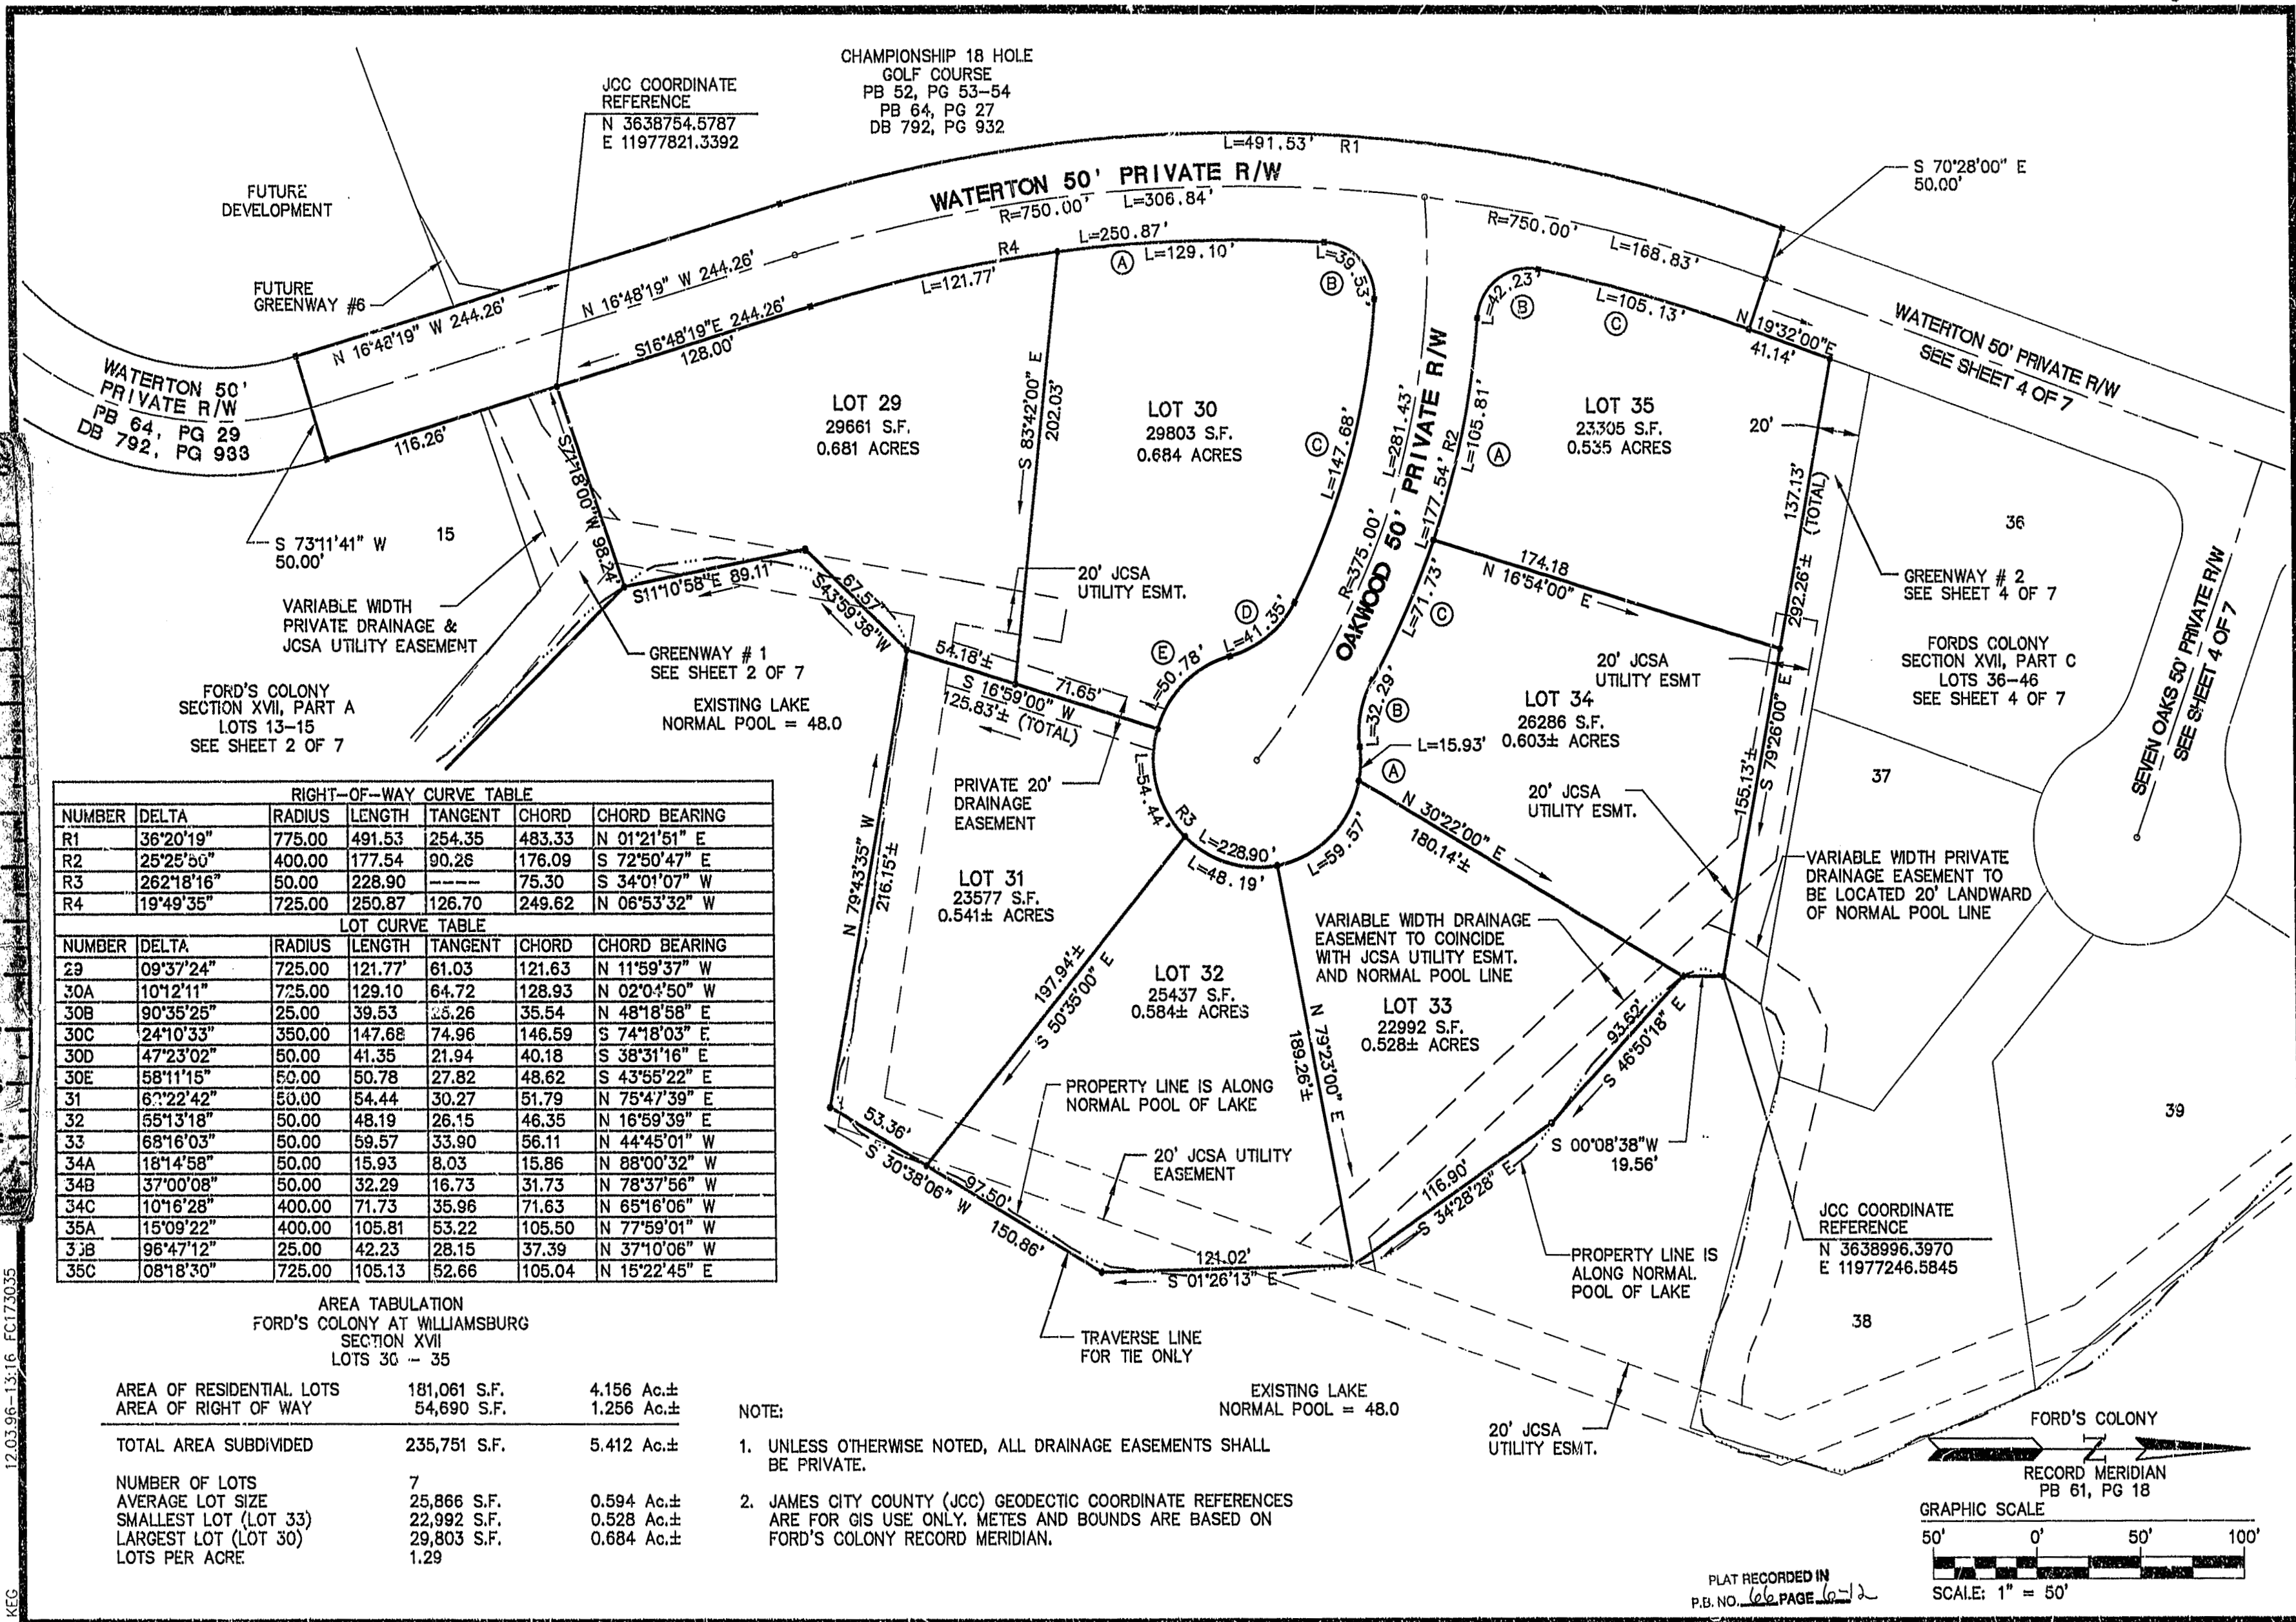 CHAMPIONSHIP 18 HOLE
GOLF COURSE
PB 52, PG 53-54
PB 64, PG 27
DB 792, PG 932
JCC COORDINATE
REFERENCE
N 3638754.5787
E 11977821.3392
L=491.53' R1
S 70°28'00" E
50.00'
FUTURE
DEVELOPMENT
WATERTON 50' PRIVATE R/W
R=750.00' L=306.84'
R=750.00' L=168.83'
FUTURE
GREENWAY #6
N 16°48'19" W 244.26'
N 16°48'19" W 244.26'
S16°48'19"E 244.26'
128.00'
116.26'
R4
L=250.87'
L=121.77'
A L=129.10'
L=39.53'
B
L=42.23'
B
L=105.13'
C
N 19°32'00"E
41.14'
WATERTON 50' PRIVATE R/W
SEE SHEET 4 OF 7
WATERTON 50'
PRIVATE R/W
PB 64, PG 29
DB 792, PG 933
S 73°11'41" W
50.00'
15
S71°18'00"W 98.24'
LOT 29
29661 S.F.
0.681 ACRES
S 83°42'00" E
202.03'
LOT 30
29803 S.F.
0.684 ACRES
C
L=147.68'
L=281.43'
R=375.00'
OAKWOOD 50' PRIVATE R/W
L=177.54' R2
L=105.81'
A
LOT 35
23305 S.F.
0.535 ACRES
20'
137.13'
292.26'± (TOTAL)
36
GREENWAY # 2
SEE SHEET 4 OF 7
FORDS COLONY
SECTION XVII, PART C
LOTS 36-46
SEE SHEET 4 OF 7
SEVEN OAKS 50' PRIVATE R/W
SEE SHEET 4 OF 7
VARIABLE WIDTH
PRIVATE DRAINAGE &
JCSA UTILITY EASEMENT
FORD'S COLONY
SECTION XVII, PART A
LOTS 13-15
SEE SHEET 2 OF 7
GREENWAY # 1
SEE SHEET 2 OF 7
EXISTING LAKE
NORMAL POOL = 48.0
S11°10'58"E 89.11'
67.57'
S43°59'38"W
20' JCSA
UTILITY ESMT.
54.18'±
71.65'
S 16°59'00" W
125.83'± (TOTAL)
E
L=50.78'
D
L=41.35'
174.18
N 16°54'00" E
L=71.73'
C
L=32.29'
B
L=15.93'
A
20' JCSA
UTILITY ESMT
LOT 34
26286 S.F.
0.603± ACRES
155.13'±
S 79°26'00" E
37
20' JCSA
UTILITY ESMT.
PRIVATE 20'
DRAINAGE
EASEMENT
L=54.44'
R3
L=228.90'
L=48.19'
L=59.57'
N 30°22'00" E
180.14'±
VARIABLE WIDTH PRIVATE
DRAINAGE EASEMENT TO
BE LOCATED 20' LANDWARD
OF NORMAL POOL LINE
N 79°43'35" W
216.15'±
LOT 31
23577 S.F.
0.541± ACRES
197.94'±
S 50°35'00" E
LOT 32
25437 S.F.
0.584± ACRES
VARIABLE WIDTH DRAINAGE
EASEMENT TO COINCIDE
WITH JCSA UTILITY ESMT.
AND NORMAL POOL LINE
LOT 33
22992 S.F.
0.528± ACRES
N 79°23'00" E
189.26'±
93.62'
S 46°50'18" E
PROPERTY LINE IS ALONG
NORMAL POOL OF LAKE
53.36'
S 30°38'06" W
97.50'
150.86'
20' JCSA UTILITY
EASEMENT
116.90'
S 34°28'28" E
S 00°08'38"W
19.56'
39
121.02'
S 01°26'13" E
JCC COORDINATE
REFERENCE
N 3638996.3970
E 11977246.5845
PROPERTY LINE IS
ALONG NORMAL
POOL OF LAKE
38
TRAVERSE LINE
FOR TIE ONLY
EXISTING LAKE
NORMAL POOL = 48.0
20' JCSA
UTILITY ESMT.
RIGHT-OF-WAY CURVE TABLE
NUMBER DELTA RADIUS LENGTH TANGENT CHORD CHORD BEARING
R1 36°20'19" 775.00 491.53 254.35 483.33 N 01°21'51" E
R2 25°25'50" 400.00 177.54 90.26 176.09 S 72°50'47" E
R3 262°18'16" 50.00 228.90 ---- 75.30 S 34°01'07" W
R4 19°49'35" 725.00 250.87 126.70 249.62 N 06°53'32" W
LOT CURVE TABLE
NUMBER DELTA RADIUS LENGTH TANGENT CHORD CHORD BEARING
29 09°37'24" 725.00 121.77' 61.03 121.63 N 11°59'37" W
30A 10°12'11" 725.00 129.10 64.72 128.93 N 02°04'50" W
30B 90°35'25" 25.00 39.53 25.26 35.54 N 48°18'58" E
30C 24°10'33" 350.00 147.68 74.96 146.59 S 74°18'03" E
30D 47°23'02" 50.00 41.35 21.94 40.18 S 38°31'16" E
30E 58°11'15" 50.00 50.78 27.82 48.62 S 43°55'22" E
31 62°22'42" 50.00 54.44 30.27 51.79 N 75°47'39" E
32 55°13'18" 50.00 48.19 26.15 46.35 N 16°59'39" E
33 68°16'03" 50.00 59.57 33.90 56.11 N 44°45'01" W
34A 18°14'58" 50.00 15.93 8.03 15.86 N 88°00'32" W
34B 37°00'08" 50.00 32.29 16.73 31.73 N 78°37'56" W
34C 10°16'28" 400.00 71.73 35.96 71.63 N 65°16'06" W
35A 15°09'22" 400.00 105.81 53.22 105.50 N 77°59'01" W
35B 96°47'12" 25.00 42.23 28.15 37.39 N 37°10'06" W
35C 08°18'30" 725.00 105.13 52.66 105.04 N 15°22'45" E
AREA TABULATION
FORD'S COLONY AT WILLIAMSBURG
SECTION XVII
LOTS 30 - 35
AREA OF RESIDENTIAL LOTS 181,061 S.F. 4.156 Ac.±
AREA OF RIGHT OF WAY 54,690 S.F. 1.256 Ac.±
TOTAL AREA SUBDIVIDED 235,751 S.F. 5.412 Ac.±
NUMBER OF LOTS 7
AVERAGE LOT SIZE 25,866 S.F. 0.594 Ac.±
SMALLEST LOT (LOT 33) 22,992 S.F. 0.528 Ac.±
LARGEST LOT (LOT 30) 29,803 S.F. 0.684 Ac.±
LOTS PER ACRE 1.29
NOTE:
1. UNLESS OTHERWISE NOTED, ALL DRAINAGE EASEMENTS SHALL
BE PRIVATE.
2. JAMES CITY COUNTY (JCC) GEODECTIC COORDINATE REFERENCES
ARE FOR GIS USE ONLY. METES AND BOUNDS ARE BASED ON
FORD'S COLONY RECORD MERIDIAN.
FORD'S COLONY
N
RECORD MERIDIAN
PB 61, PG 18
GRAPHIC SCALE
50' 0' 50' 100'
SCALE: 1" = 50'
PLAT RECORDED IN
P.B. NO. 66 PAGE 6-12
12.03.96-13:16 FC173035
KEG